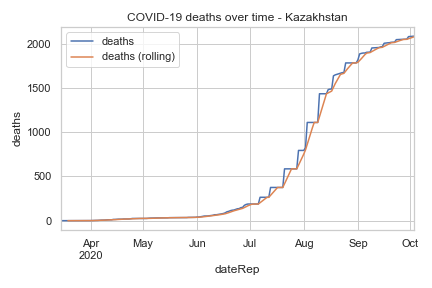 COVID-19 deaths over time - Kazakhstan
deaths
deaths (rolling)
2000
1500
1000
500
0
deaths
Apr
2020
May
Jun
Jul
Aug
Sep
Oct
dateRep